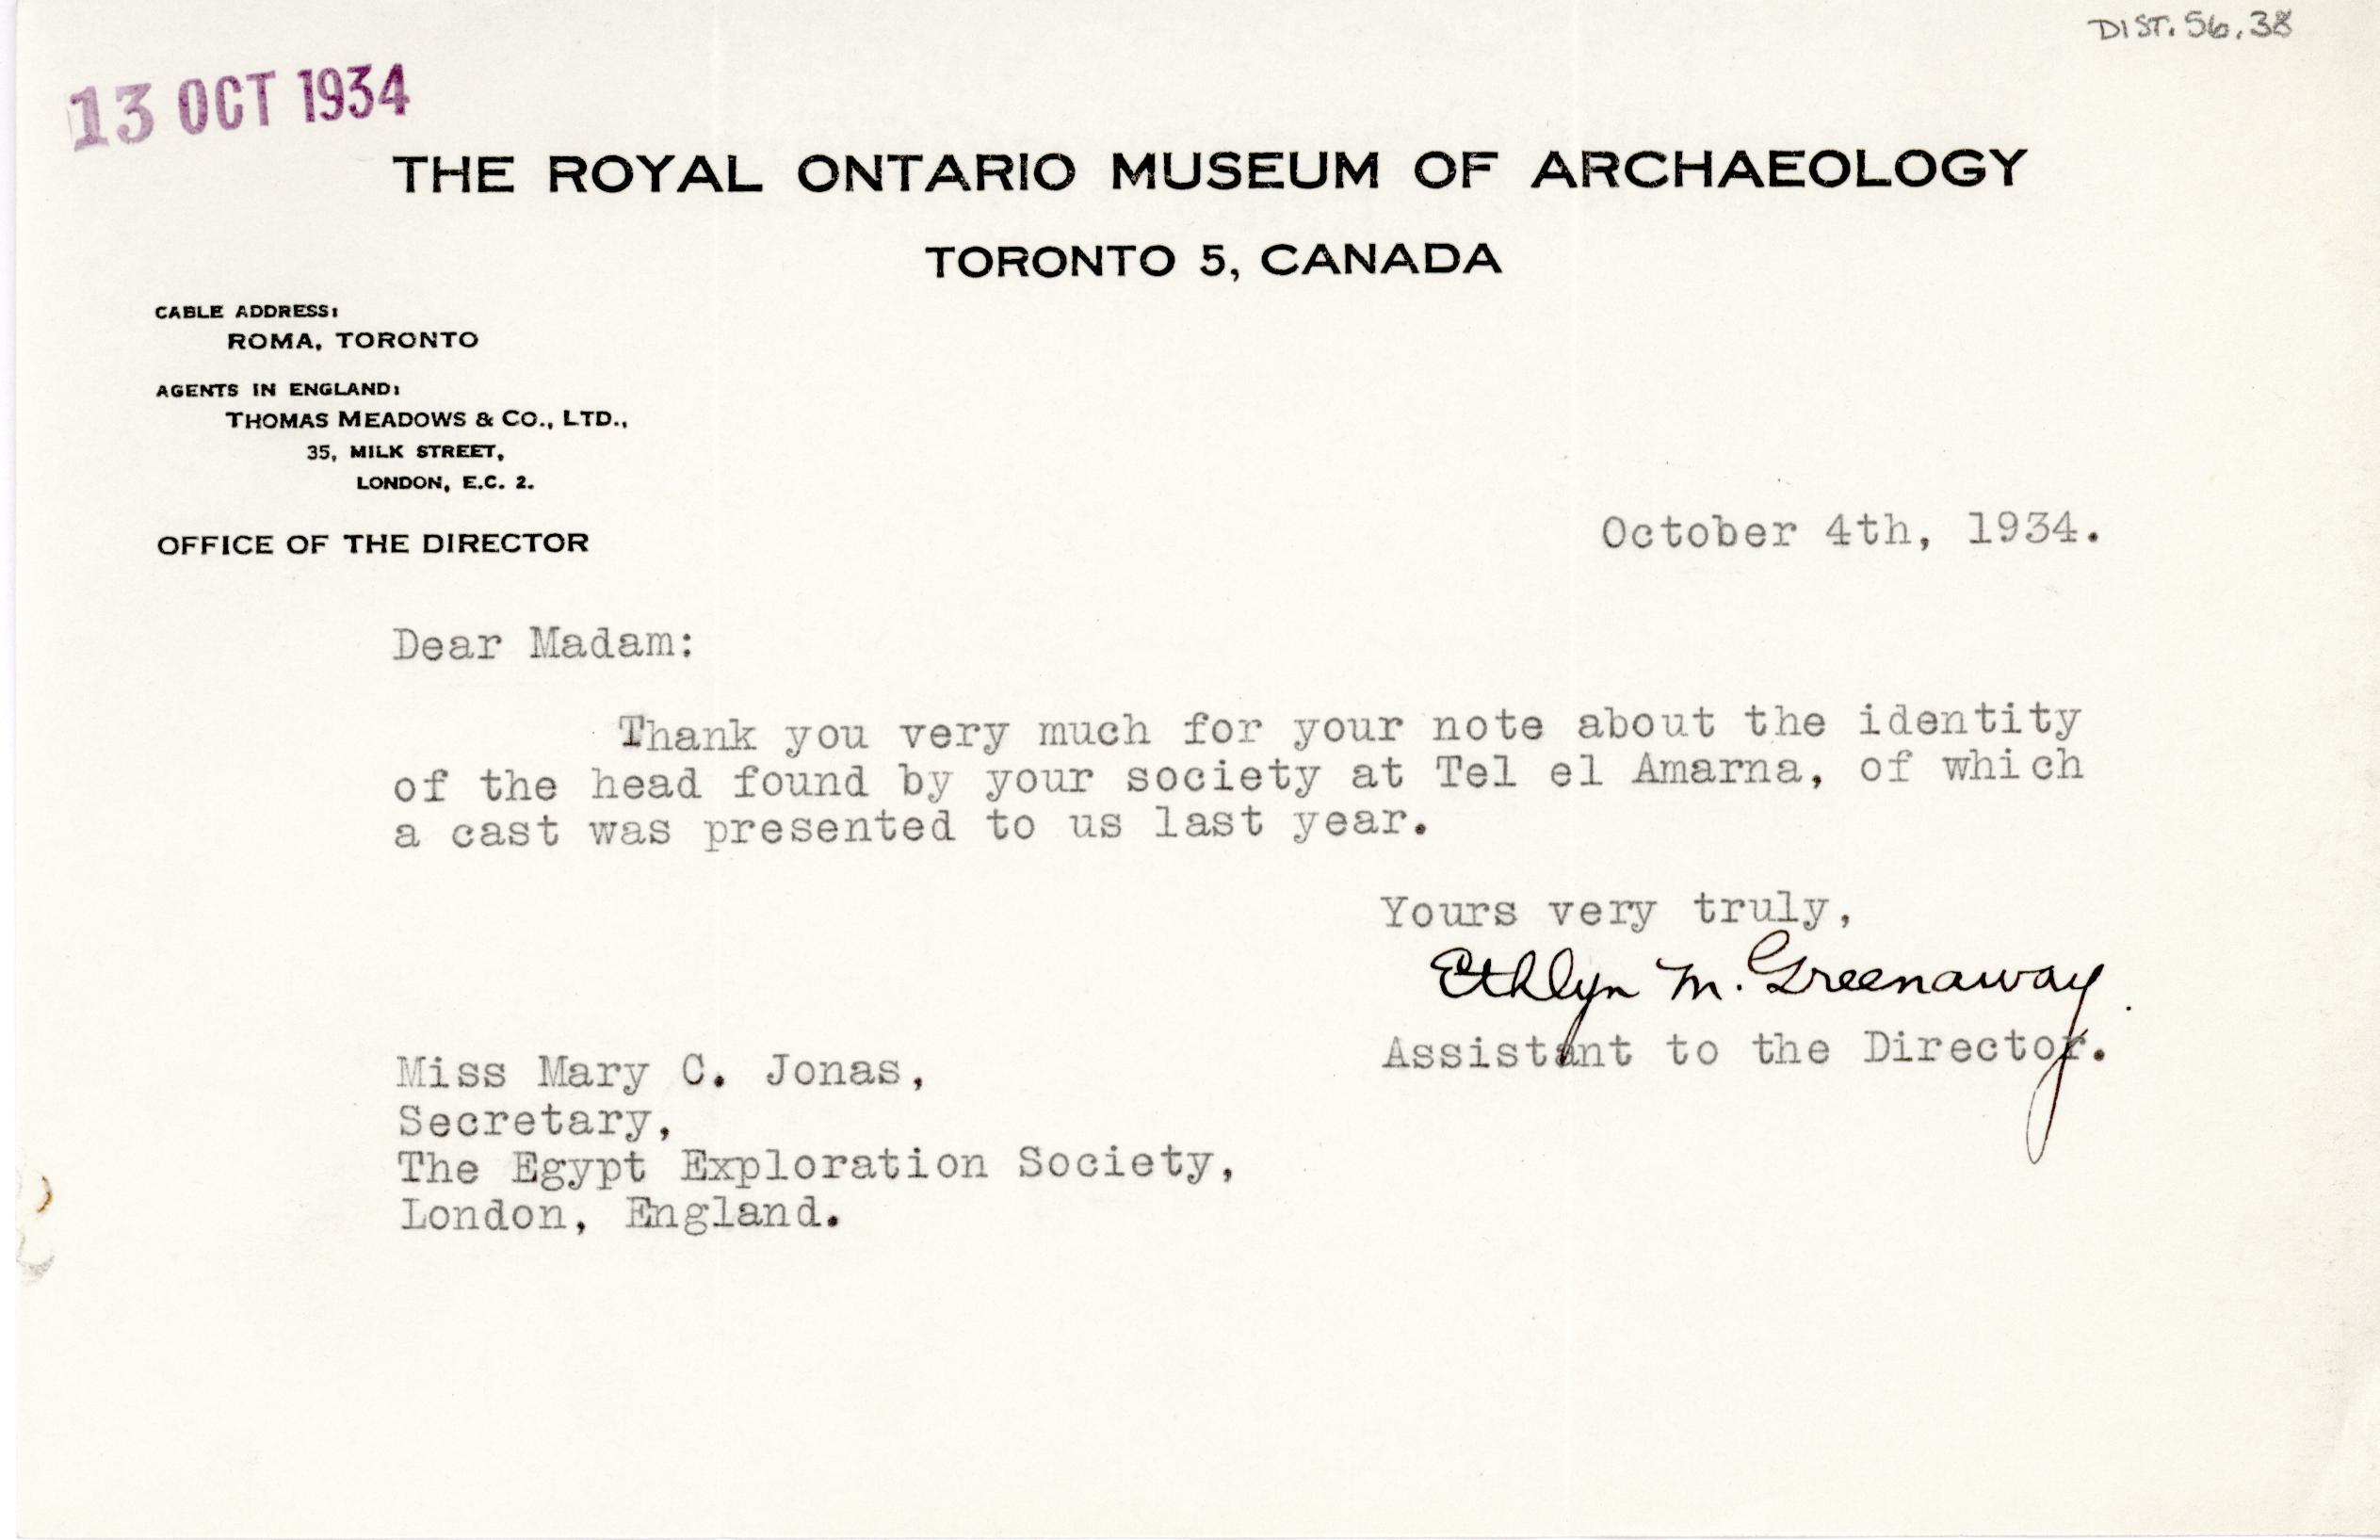 DIST. 56.38
13 OCT 1934
THE ROYAL ONTARIO MUSEUM OF ARCHAEOLOGY
TORONTO 5, CANADA
CABLE ADDRESS:
ROMA, TORONTO
AGENTS IN ENGLAND:
THOMAS MEADOWS & CO., LTD.,
35, MILK STREET,
LONDON, E.C. 2.
OFFICE OF THE DIRECTOR
October 4th, 1934.
Dear Madam:
Thank you very much for your note about the identity
of the head found by your society at Tel el Amarna, of which
a cast was presented to us last year.
Yours very truly,
Ethlyn M. Greenaway.
Assistant to the Director.
Miss Mary C. Jonas,
Secretary,
The Egypt Exploration Society,
London, England.